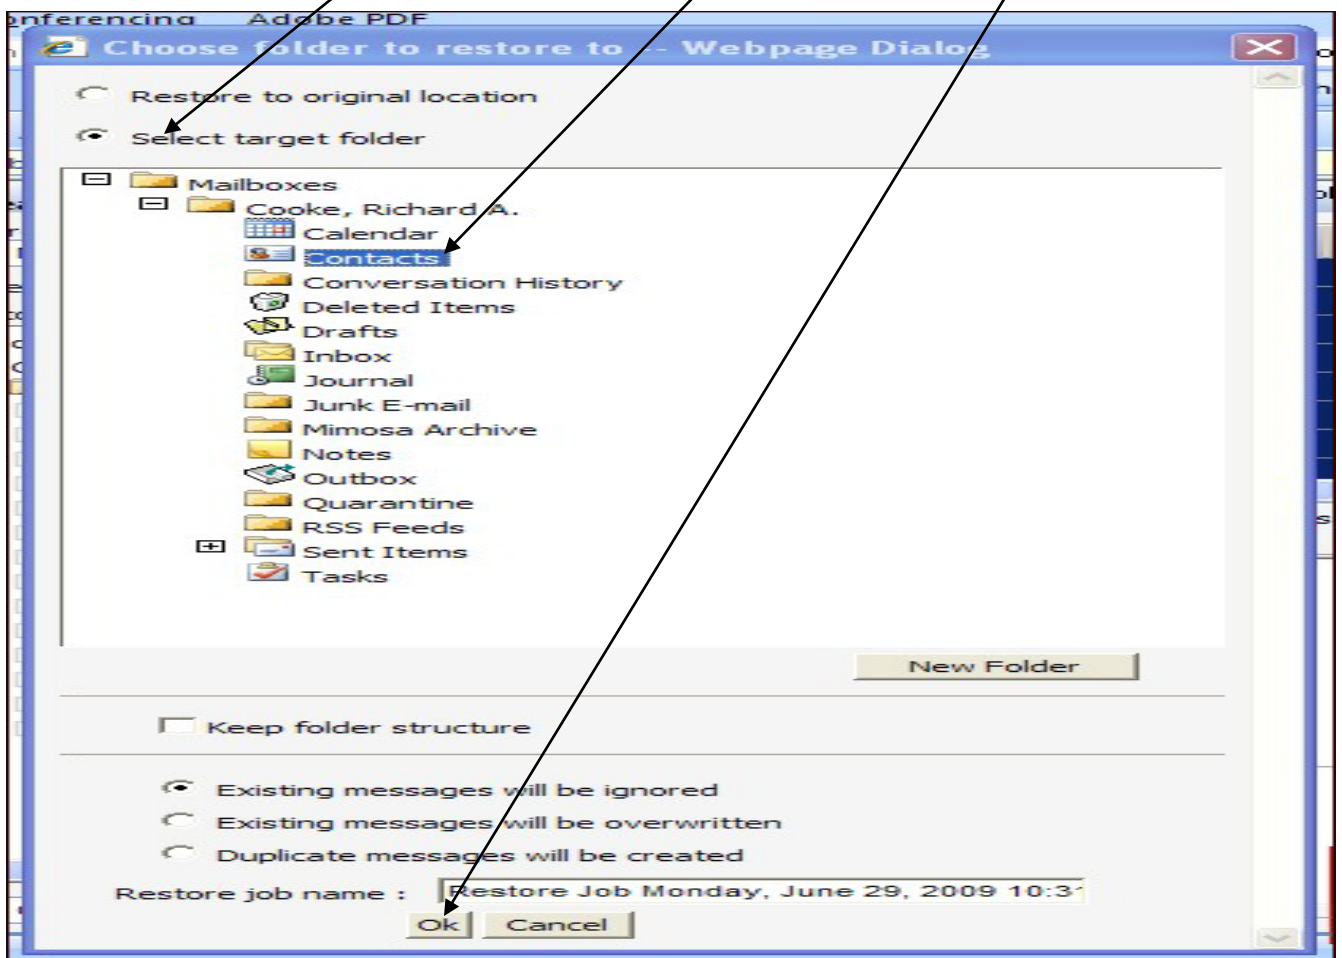 onferencing Adobe PDF
Choose folder to restore to -- Webpage Dialog
Restore to original location
Select target folder
Mailboxes
Cooke, Richard A.
Calendar
Contacts
Conversation History
Deleted Items
Drafts
Inbox
Journal
Junk E-mail
Mimosa Archive
Notes
Outbox
Quarantine
RSS Feeds
Sent Items
Tasks
New Folder
Keep folder structure
Existing messages will be ignored
Existing messages will be overwritten
Duplicate messages will be created
Restore job name : Restore Job Monday, June 29, 2009 10:31
Ok Cancel